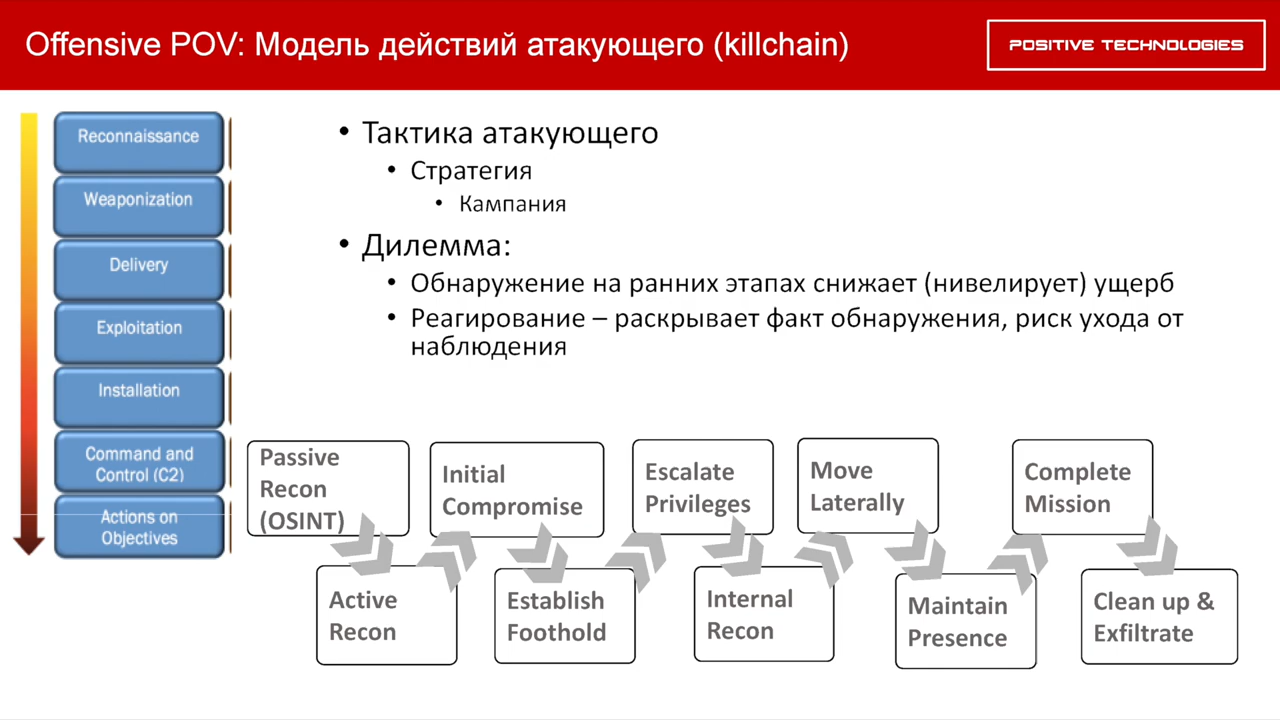 Offensive POV: Модель действий атакующего (killchain)
POSITIVE TECHNOLOGIES
Reconnaissance
Weaponization
Delivery
Exploitation
Installation
Command and
Control (C2)
Actions on
Objectives
• Тактика атакующего
• Стратегия
• Кампания
• Дилемма:
• Обнаружение на ранних этапах снижает (нивелирует) ущерб
• Реагирование – раскрывает факт обнаружения, риск ухода от
наблюдения
Passive
Recon
(OSINT)
Active
Recon
Initial
Compromise
Establish
Foothold
Escalate
Privileges
Internal
Recon
Move
Laterally
Maintain
Presence
Complete
Mission
Clean up &
Exfiltrate